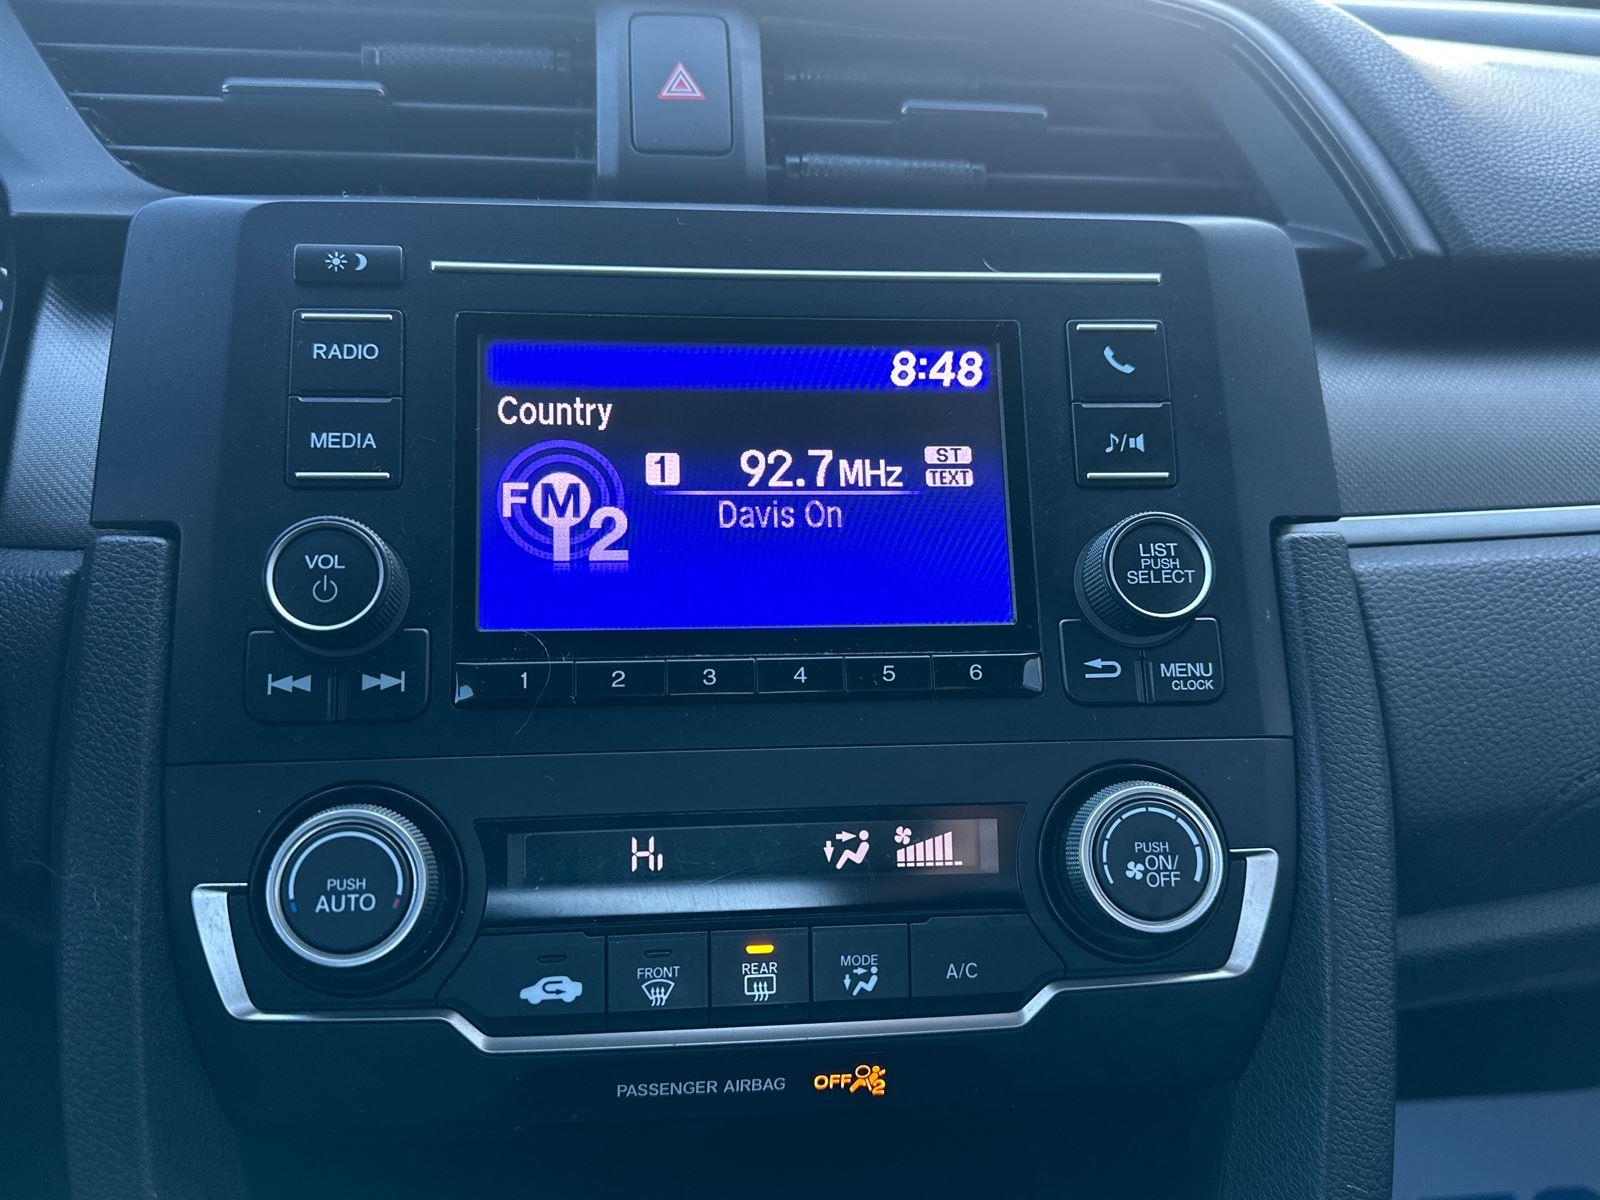 RADIO
MEDIA
8:48
Country
FM2
1 92.7MHz ST
TEXT
Davis On
VOL
LIST
PUSH
SELECT
1 2 3 4 5 6
MENU
CLOCK
PUSH
AUTO
Hi
PUSH
ON/
OFF
FRONT
REAR
MODE
A/C
PASSENGER AIRBAG OFF 2